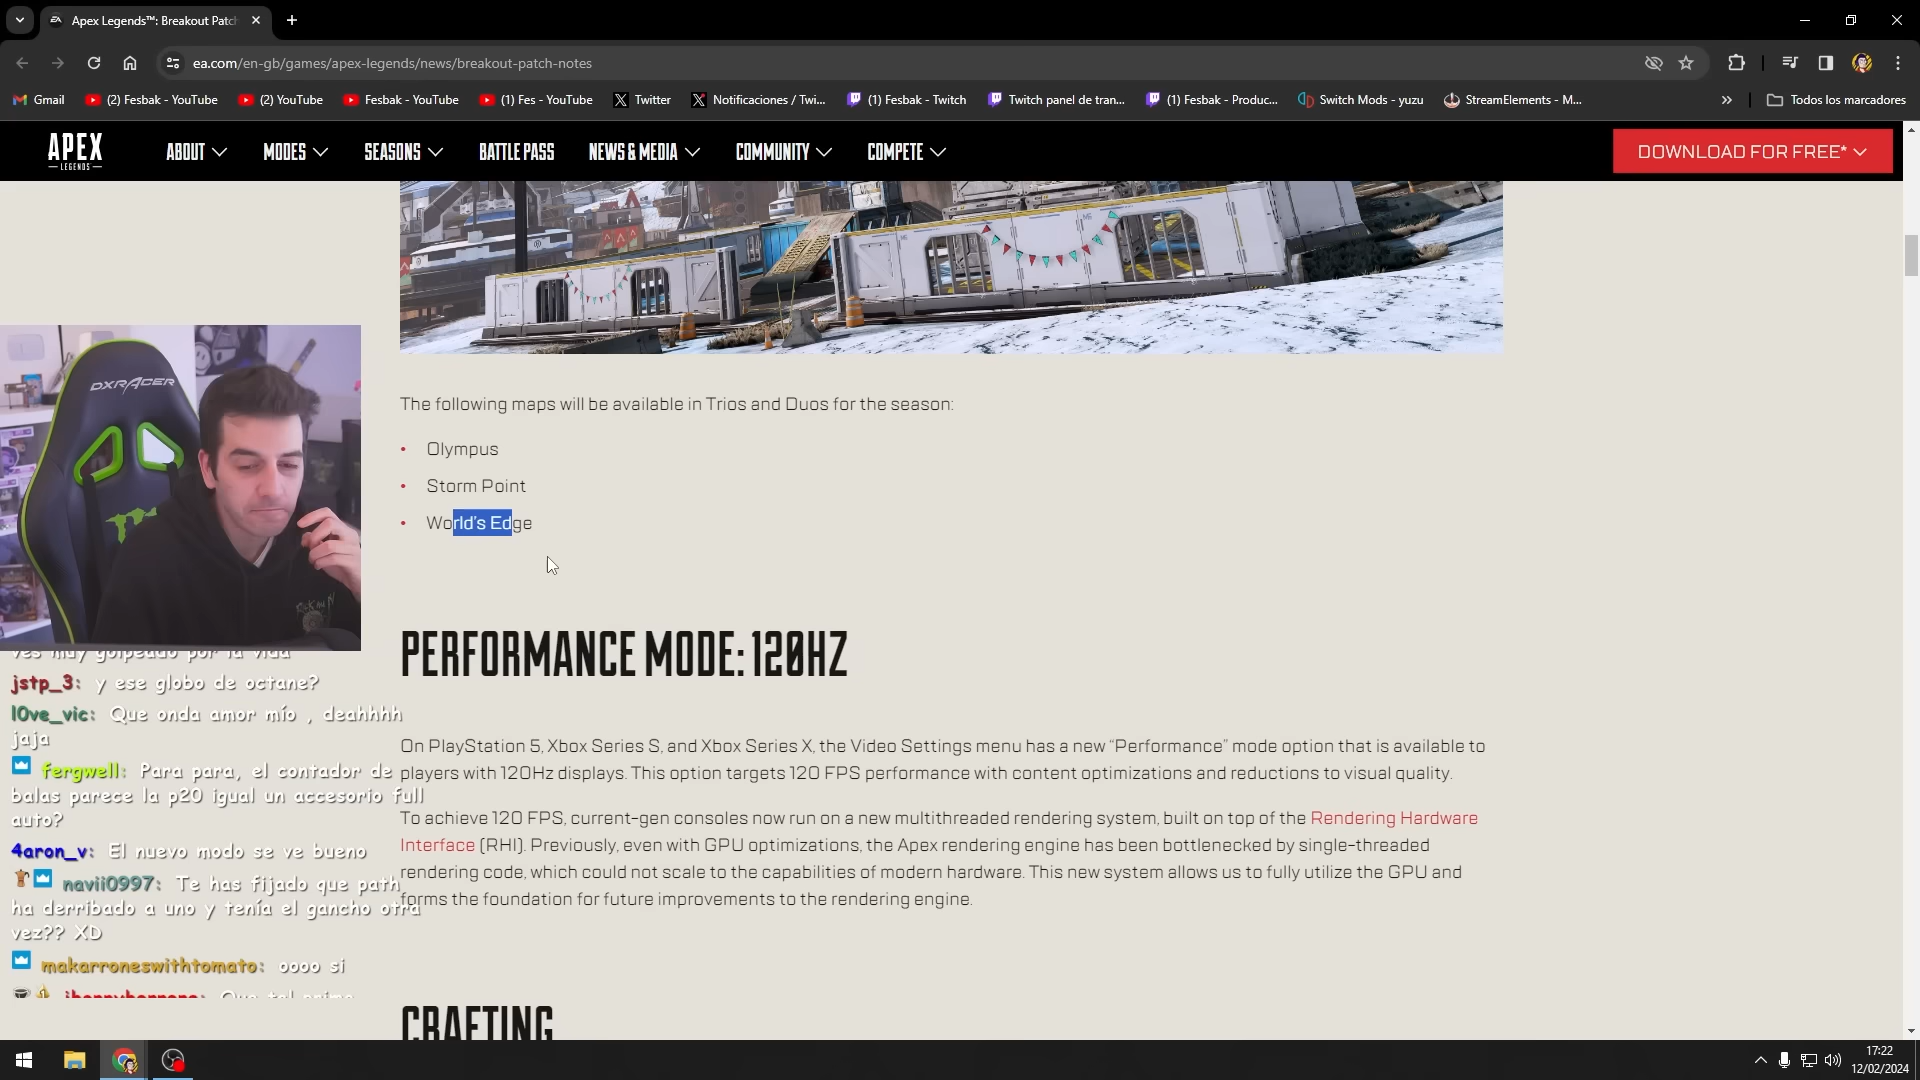 Apex Legends™: Breakout Patch
ea.com/en-gb/games/apex-legends/news/breakout-patch-notes
Gmail
(2) Fesbak - YouTube
(2) YouTube
Fesbak - YouTube
(1) Fes - YouTube
Twitter
Notificaciones / Twi...
(1) Fesbak - Twitch
Twitch panel de tran...
(1) Fesbak - Produc...
Switch Mods - yuzu
StreamElements - M...
Todos los marcadores
APEX
LEGENDS
ABOUT
MODES
SEASONS
BATTLE PASS
NEWS & MEDIA
COMMUNITY
COMPETE
DOWNLOAD FOR FREE*
DXRACER
The following maps will be available in Trios and Duos for the season:
• Olympus
• Storm Point
• World's Edge
PERFORMANCE MODE: 120HZ
On PlayStation 5, Xbox Series S, and Xbox Series X, the Video Settings menu has a new “Performance” mode option that is available to
players with 120Hz displays. This option targets 120 FPS performance with content optimizations and reductions to visual quality.
To achieve 120 FPS, current-gen consoles now run on a new multithreaded rendering system, built on top of the Rendering Hardware
Interface (RHI). Previously, even with GPU optimizations, the Apex rendering engine has been bottlenecked by single-threaded
rendering code, which could not scale to the capabilities of modern hardware. This new system allows us to fully utilize the GPU and
forms the foundation for future improvements to the rendering engine.
CRAFTING
ves muy golpeado por la vida
jstp_3: y ese globo de octane?
l0ve_vic: Que onda amor mío , deahhhh
jaja
fergwell: Para para, el contador de
balas parece la p20 igual un accesorio full
auto?
4aron_v: El nuevo modo se ve bueno
navii0997: Te has fijado que path
ha derribado a uno y tenía el gancho otra
vez?? XD
makarroneswithtomato: oooo si
Que tal primo
17:22
12/02/2024